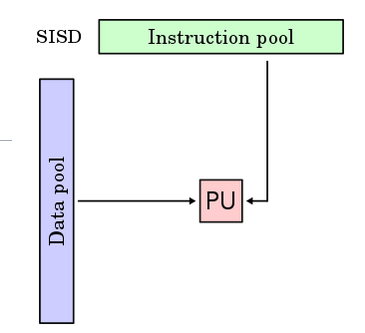 SISD
Instruction pool
Data pool
PU